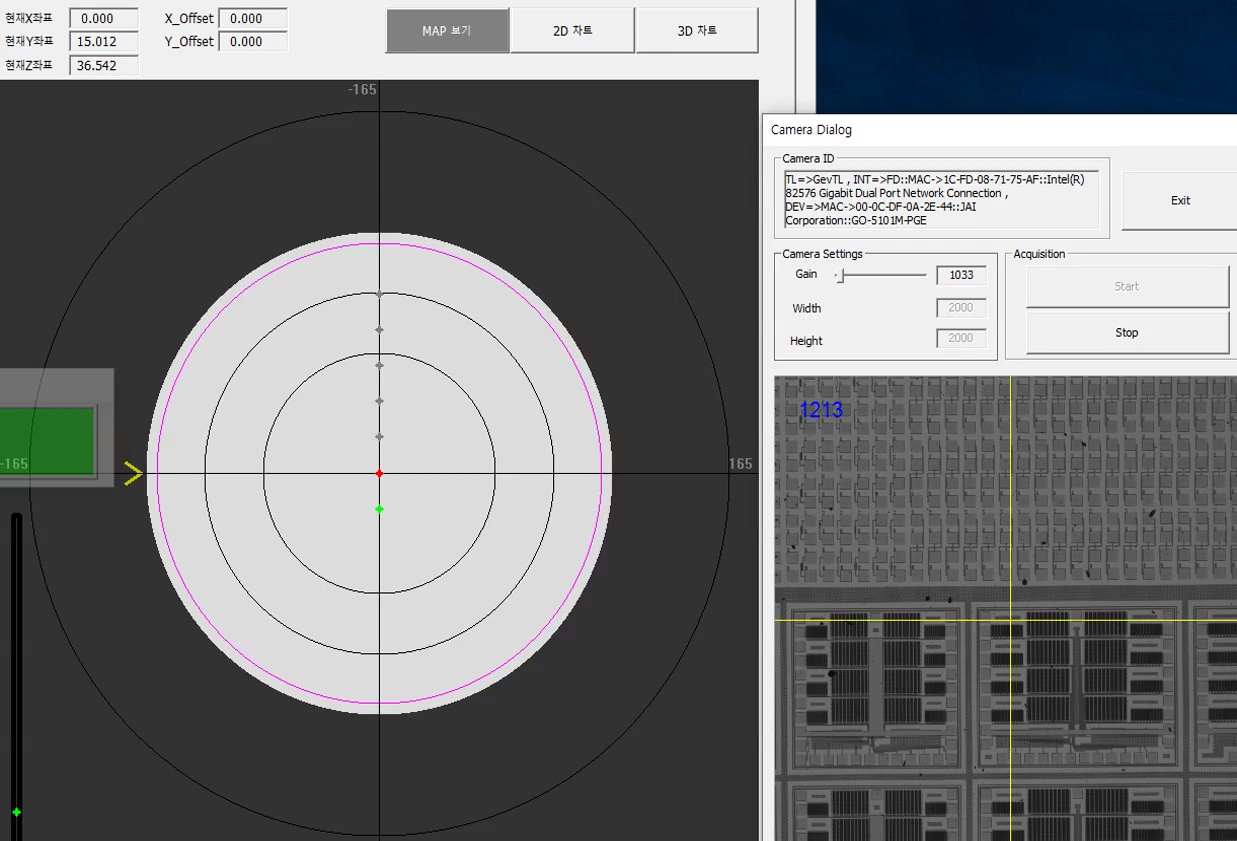 현재X좌표 0.000 X_Offset 0.000
현재Y좌표 15.012 Y_Offset 0.000
현재Z좌표 36.542
MAP 보기 2D 차트 3D 차트
-165
-165
165
Camera Dialog
Camera ID
TL=>GevTL , INT=>FD::MAC->1C-FD-08-71-75-AF::Intel(R)
82576 Gigabit Dual Port Network Connection ,
DEV=>MAC->00-0C-DF-0A-2E-44::JAI
Corporation::GO-5101M-PGE
Exit
Camera Settings
Gain 1033
Width 2000
Height 2000
Acquisition
Start
Stop
1213